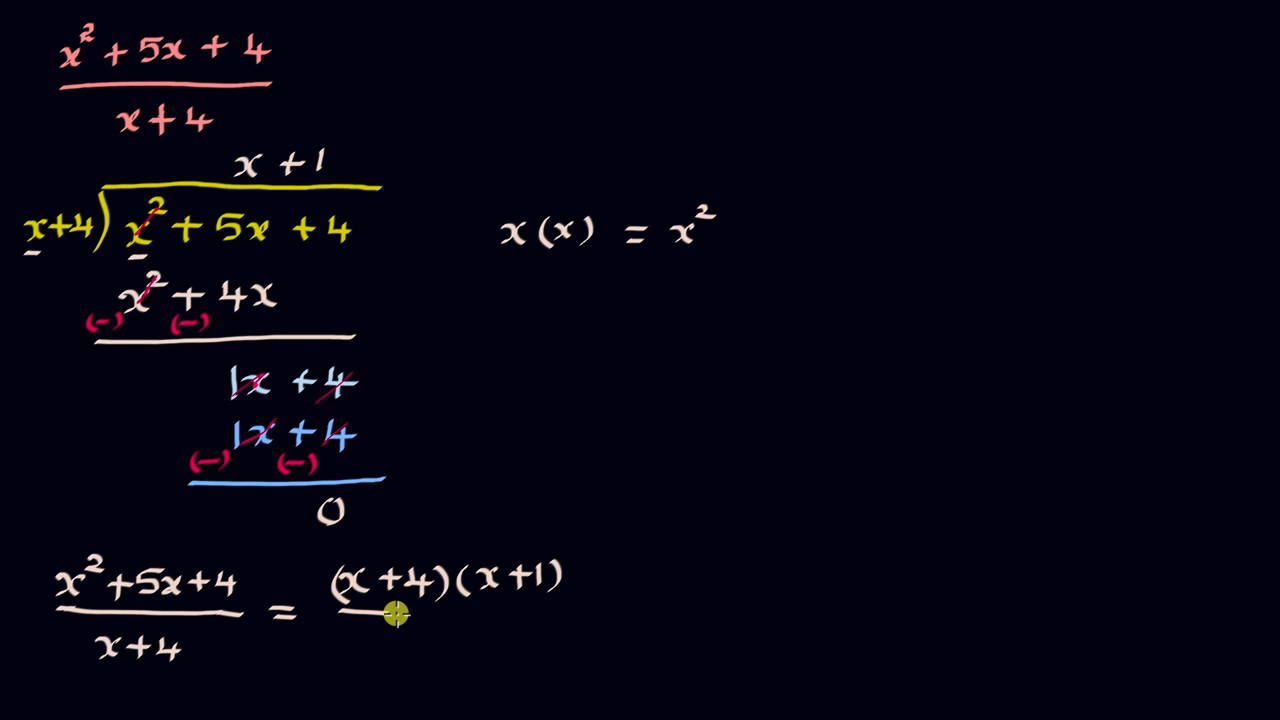 x² + 5x + 4
x + 4
x + 1
x+4) x² + 5x + 4
x(x) = x²
x² + 4x
(-) (-)
1x + 4
1x + 4
(-) (-)
0
x² + 5x + 4 = (x + 4)(x + 1)
x + 4